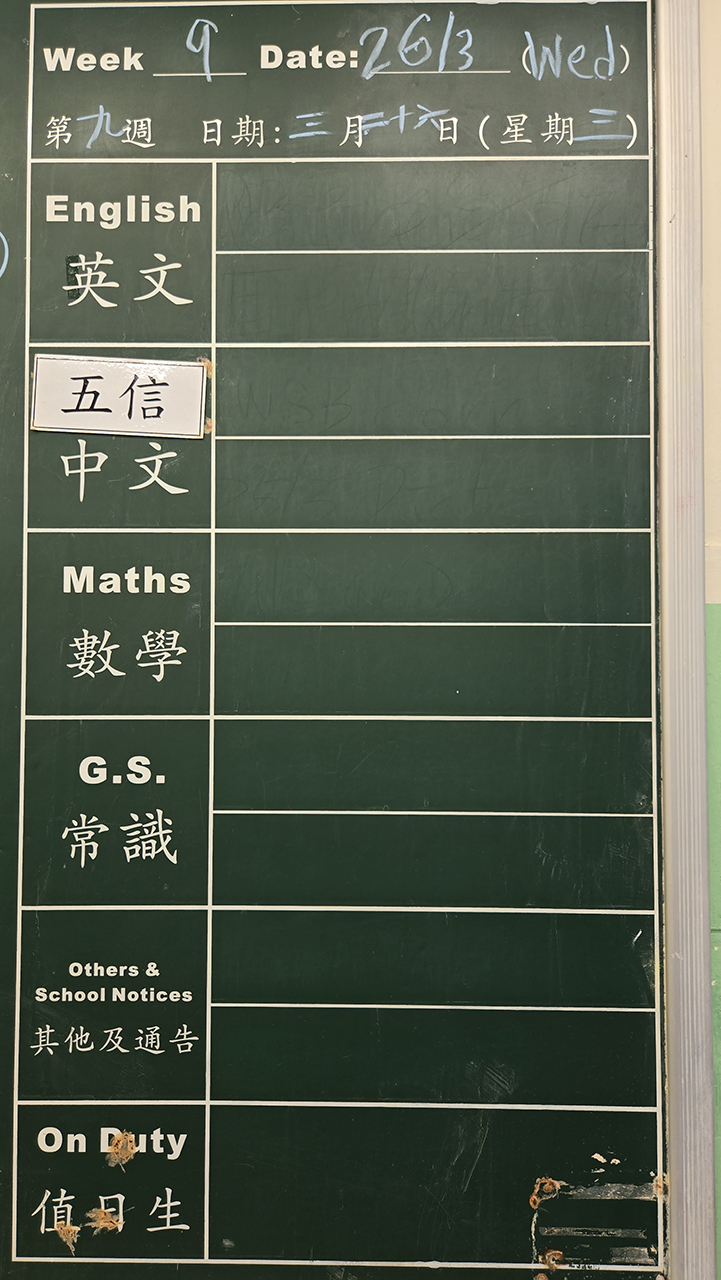 Week 9 Date: 26/3 (Wed)
第九週 日期:三月二十六日(星期三)
English
英文
五信
中文
Maths
數學
G.S.
常識
Others &
School Notices
其他及通告
On Duty
值日生